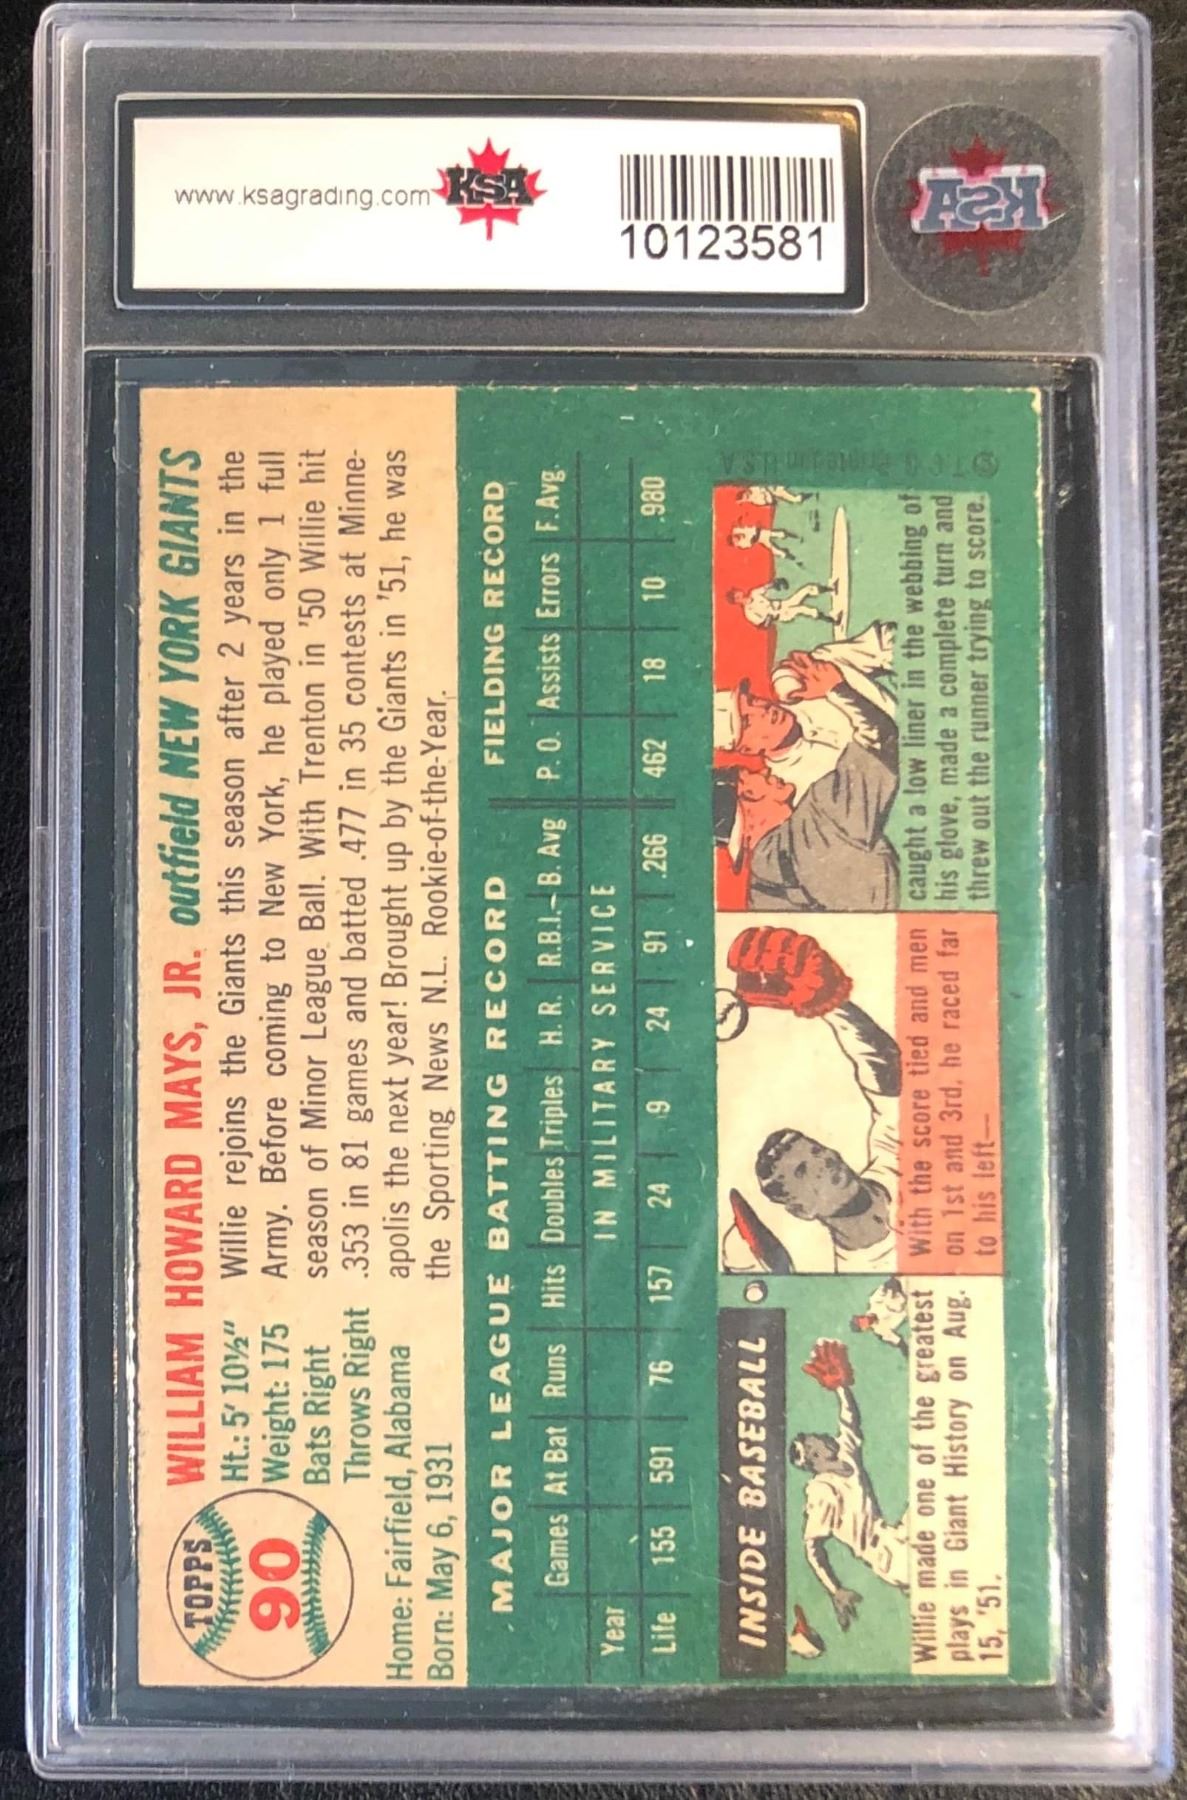 www.ksagrading.com
KSA
10123581
KSA
TOPPS
90
WILLIAM HOWARD MAYS, JR. outfield NEW YORK GIANTS
Ht.: 5' 10½"
Weight: 175
Bats Right
Throws Right
Home: Fairfield, Alabama
Born: May 6, 1931
Willie rejoins the Giants this season after 2 years in the
Army. Before coming to New York, he played only 1 full
season of Minor League Ball. With Trenton in '50 Willie hit
.353 in 81 games and batted .477 in 35 contests at Minne-
apolis the next year! Brought up by the Giants in '51, he was
the Sporting News N.L. Rookie-of-the-Year.
MAJOR LEAGUE BATTING RECORD FIELDING RECORD
Games At Bat Runs Hits Doubles Triples H. R. R.B.I. B. Avg P. O. Assists Errors F. Avg.
Year IN MILITARY SERVICE
Life 155 591 76 157 24 9 24 91 .266 462 18 10 .980
INSIDE BASEBALL
Willie made one of the greatest
plays in Giant History on Aug.
15, '51.
With the score tied and men
on 1st and 3rd, he raced far
to his left—
caught a low liner in the webbing of
his glove, made a complete turn and
threw out the runner trying to score.
© T. C. G. Printed in U.S.A.